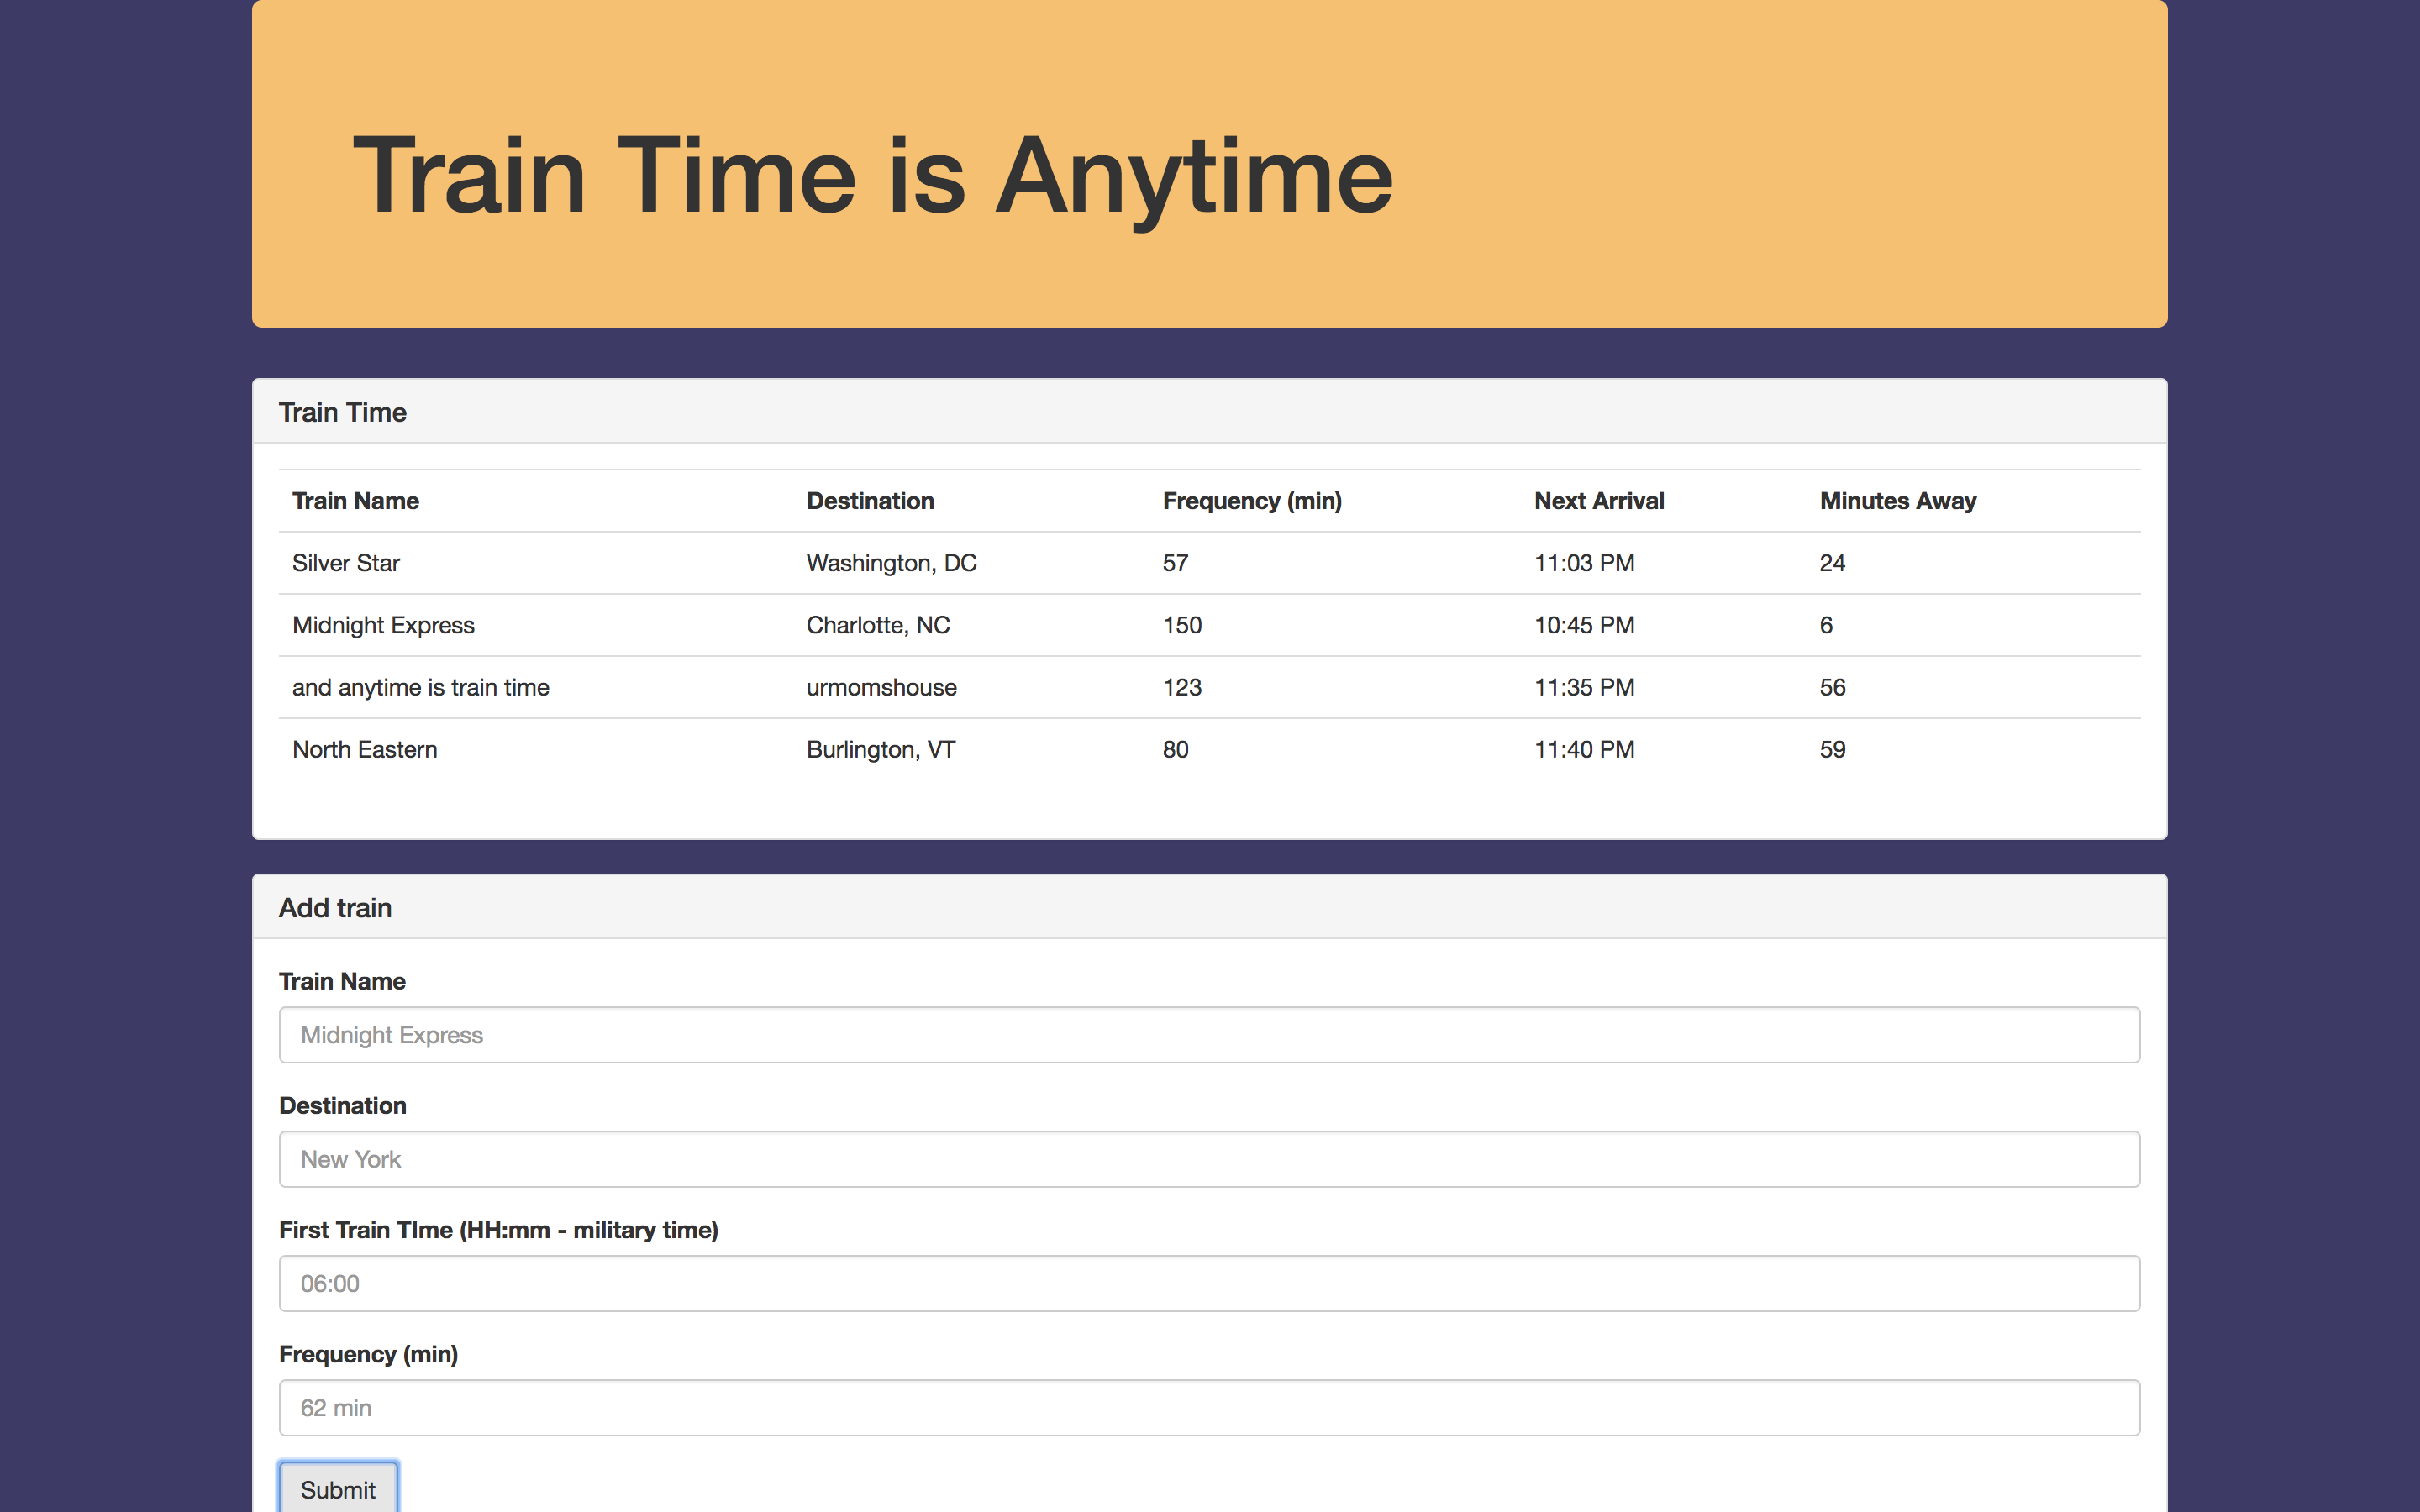 Train Time is Anytime
Train Time
Train Name Destination Frequency (min) Next Arrival Minutes Away
Silver Star Washington, DC 57 11:03 PM 24
Midnight Express Charlotte, NC 150 10:45 PM 6
and anytime is train time urmomshouse 123 11:35 PM 56
North Eastern Burlington, VT 80 11:40 PM 59
Add train
Train Name
Midnight Express
Destination
New York
First Train TIme (HH:mm - military time)
06:00
Frequency (min)
62 min
Submit